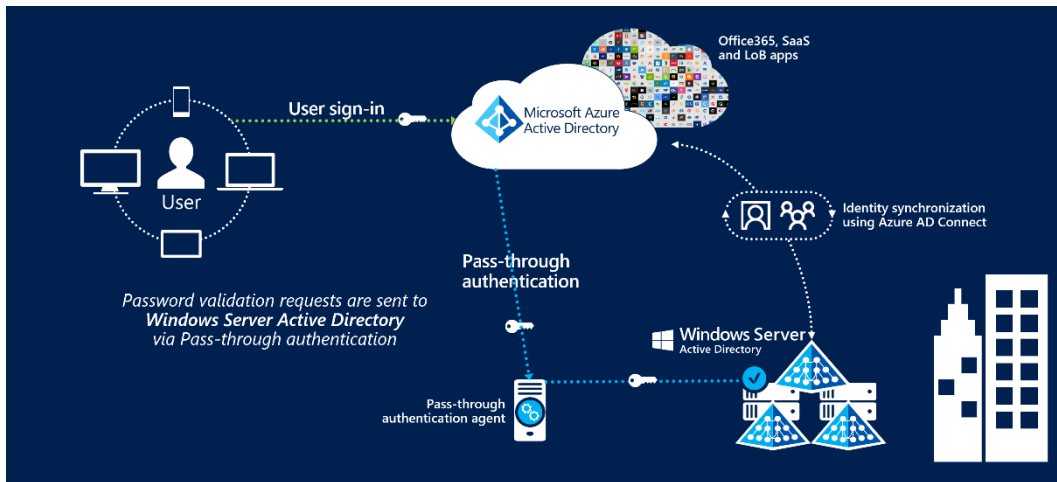 Office365, SaaS
and LoB apps
User sign-in
Microsoft Azure
Active Directory
User
Identity synchronization
using Azure AD Connect
Pass-through
authentication
Password validation requests are sent to
Windows Server Active Directory
via Pass-through authentication
Windows Server
Active Directory
Pass-through
authentication agent